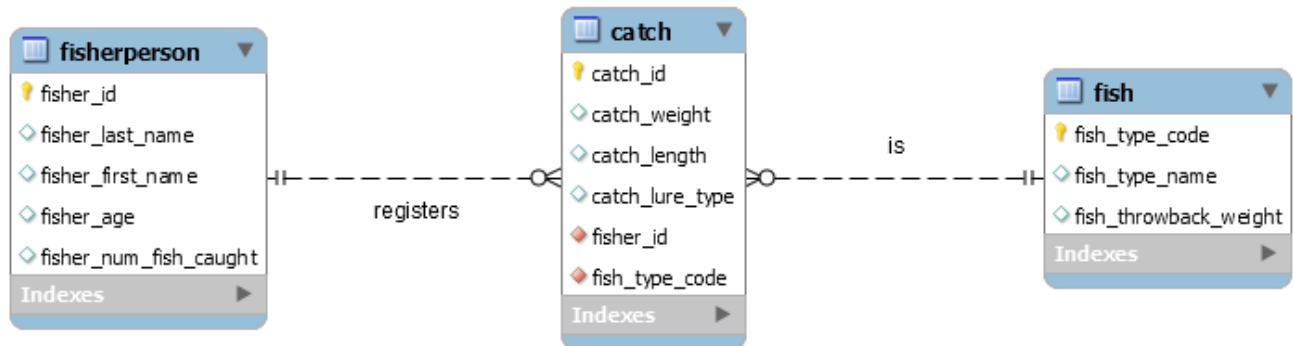 fisherperson
fisher_id
fisher_last_name
fisher_first_name
fisher_age
fisher_num_fish_caught
Indexes
registers
catch
catch_id
catch_weight
catch_length
catch_lure_type
fisher_id
fish_type_code
Indexes
is
fish
fish_type_code
fish_type_name
fish_throwback_weight
Indexes